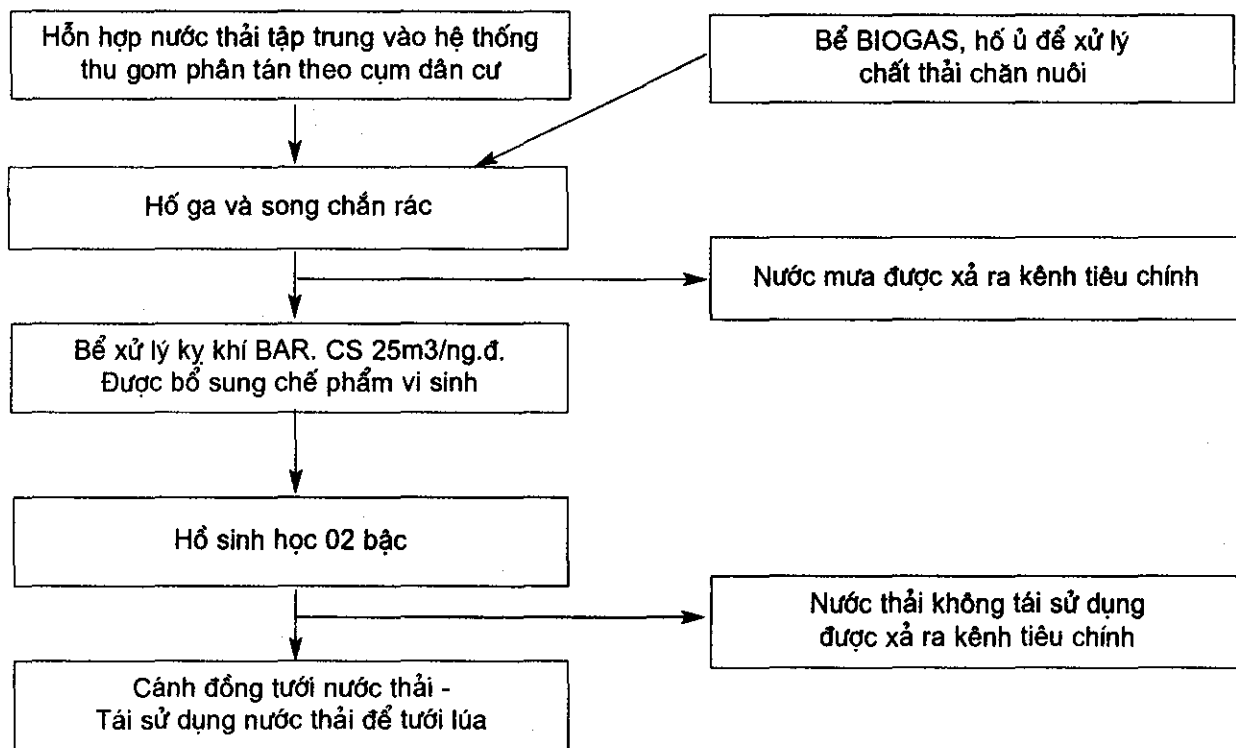 Hỗn hợp nước thải tập trung vào hệ thống
thu gom phân tán theo cụm dân cư
Bể BIOGAS, hố ủ để xử lý
chất thải chăn nuôi
Hố ga và song chắn rác
Nước mưa được xả ra kênh tiêu chính
Bể xử lý kỵ khí BAR. CS 25m3/ng.đ.
Được bổ sung chế phẩm vi sinh
Hồ sinh học 02 bậc
Nước thải không tái sử dụng
được xả ra kênh tiêu chính
Cánh đồng tưới nước thải -
Tái sử dụng nước thải để tưới lúa